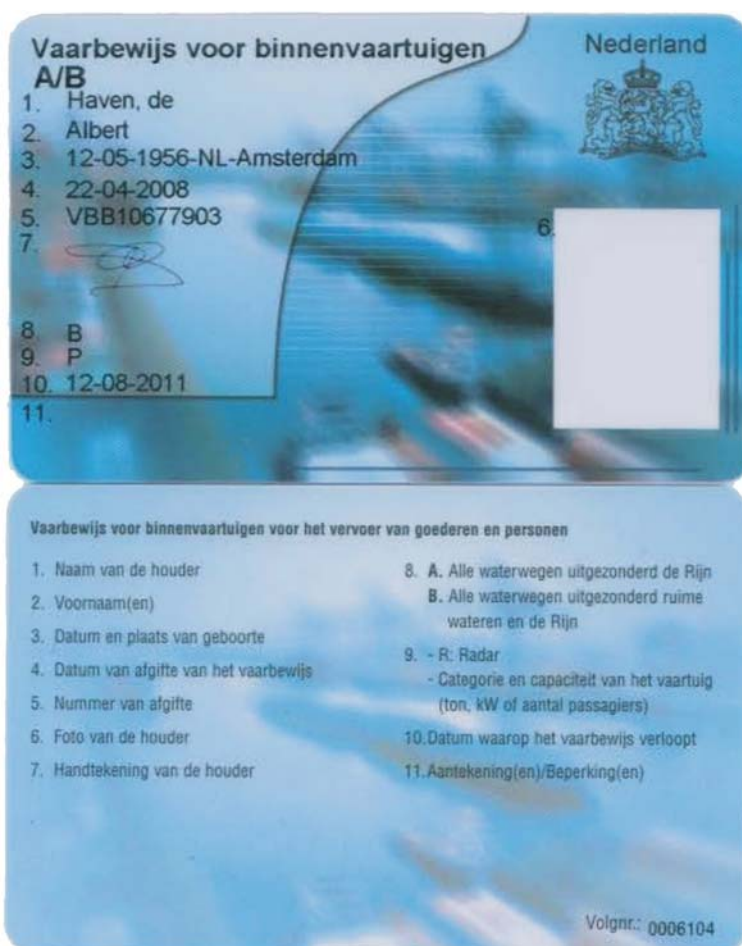 Vaarbewijs voor binnenvaartuigen
A/B
Nederland
1. Haven, de
2. Albert
3. 12-05-1956-NL-Amsterdam
4. 22-04-2008
5. VBB10677903
6.
7.
8. B
9. P
10. 12-08-2011
11.
Vaarbewijs voor binnenvaartuigen voor het vervoer van goederen en personen
1. Naam van de houder
2. Voornaam(en)
3. Datum en plaats van geboorte
4. Datum van afgifte van het vaarbewijs
5. Nummer van afgifte
6. Foto van de houder
7. Handtekening van de houder
8. A. Alle waterwegen uitgezonderd de Rijn
B. Alle waterwegen uitgezonderd ruime
wateren en de Rijn
9. - R: Radar
- Categorie en capaciteit van het vaartuig
(ton, kW of aantal passagiers)
10. Datum waarop het vaarbewijs verloopt
11. Aantekening(en)/Beperking(en)
Volgnr.: 0006104